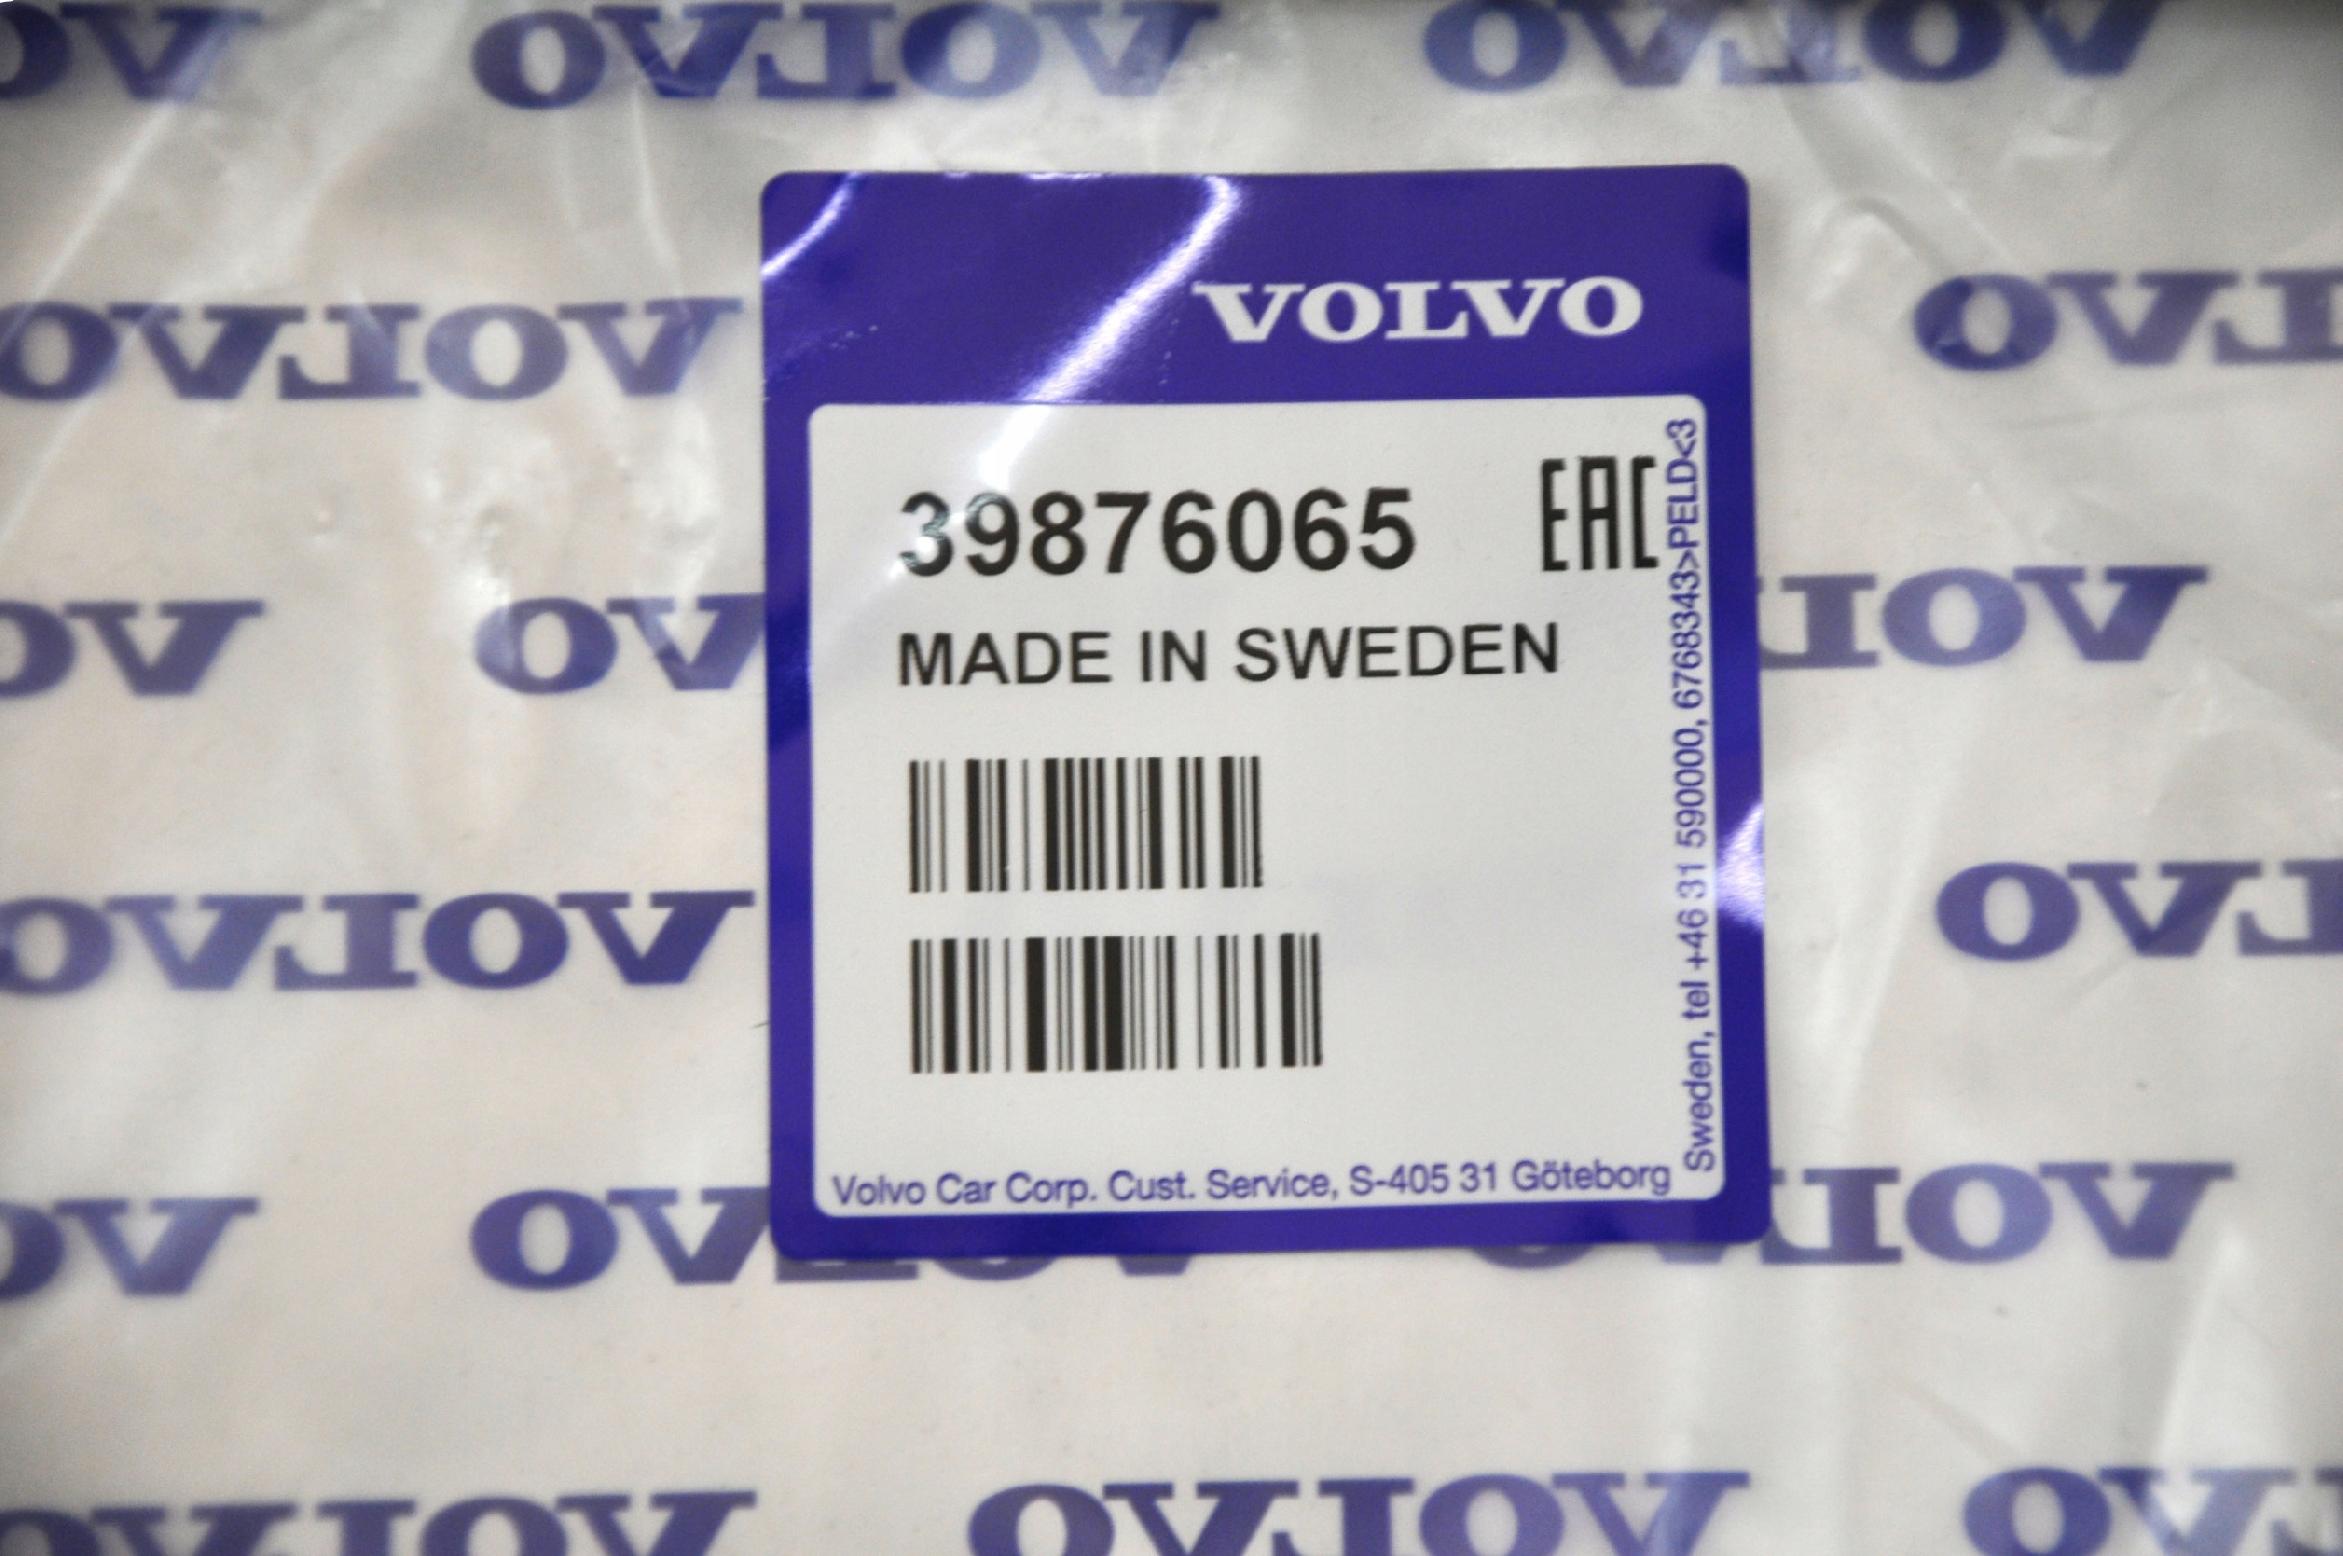 VOLVO
39876065 EAC
MADE IN SWEDEN
Volvo Car Corp. Cust. Service, S-405 31 Göteborg
Sweden, tel +46 31 590000, 6768343>PELD<3